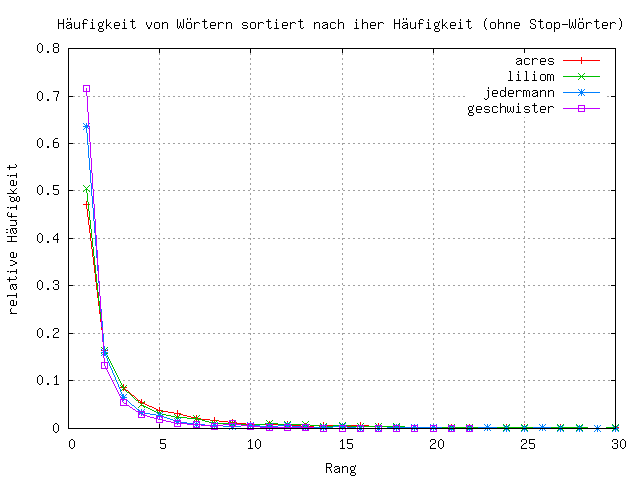 Häufigkeit von Wörtern sortiert nach iher Häufigkeit (ohne Stop-Wörter)
acres
liliom
jedermann
geschwister
relative Häufigkeit
0.8
0.7
0.6
0.5
0.4
0.3
0.2
0.1
0
0 5 10 15 20 25 30
Rang